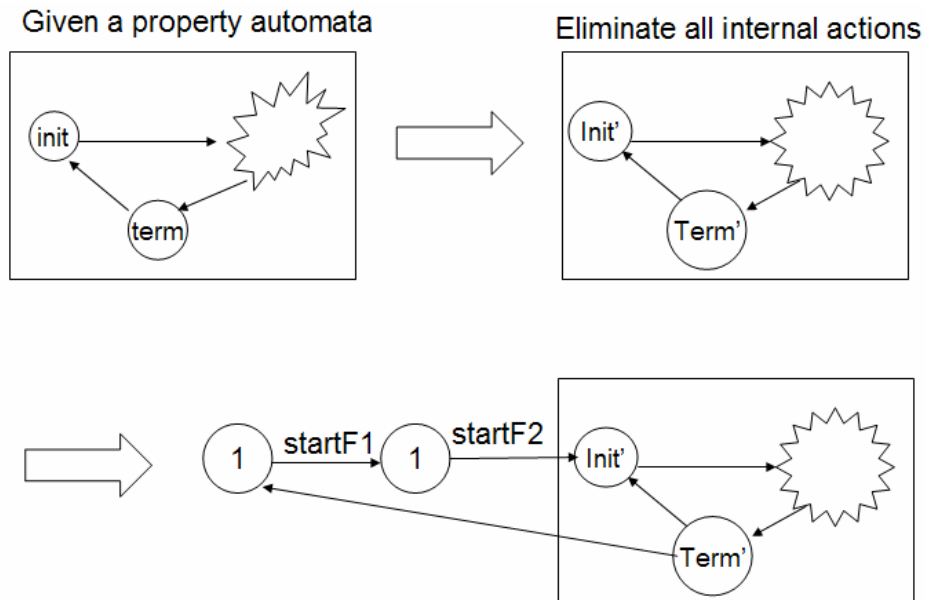 Given a property automata
Eliminate all internal actions
init
term
Init'
Term'
1
startF1
1
startF2
Init'
Term'